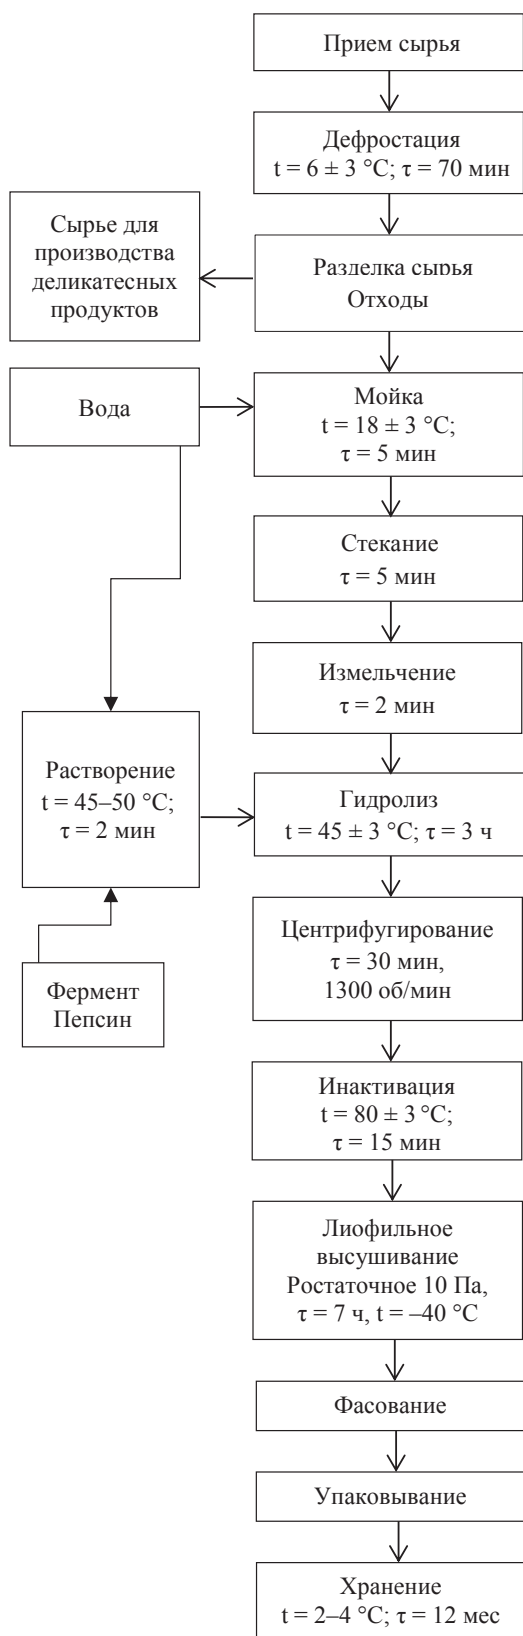 Прием сырья
Дефростация
t = 6 ± 3 °C; τ = 70 мин
Сырье для
производства
деликатесных
продуктов
Разделка сырья
Отходы
Вода
Мойка
t = 18 ± 3 °C;
τ = 5 мин
Стекание
τ = 5 мин
Измельчение
τ = 2 мин
Растворение
t = 45–50 °C;
τ = 2 мин
Гидролиз
t = 45 ± 3 °C; τ = 3 ч
Фермент
Пепсин
Центрифугирование
τ = 30 мин,
1300 об/мин
Инактивация
t = 80 ± 3 °C;
τ = 15 мин
Лиофильное
высушивание
Pостаточное 10 Па,
τ = 7 ч, t = –40 °C
Фасование
Упаковывание
Хранение
t = 2–4 °C; τ = 12 мес